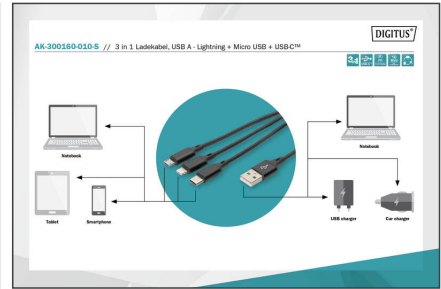 DIGITUS®
AK-300160-010-S // 3 in 1 Ladekabel, USB A - Lightning + Micro USB + USB-C™
Notebook
Notebook
Tablet
Smartphone
USB charger
Car charger